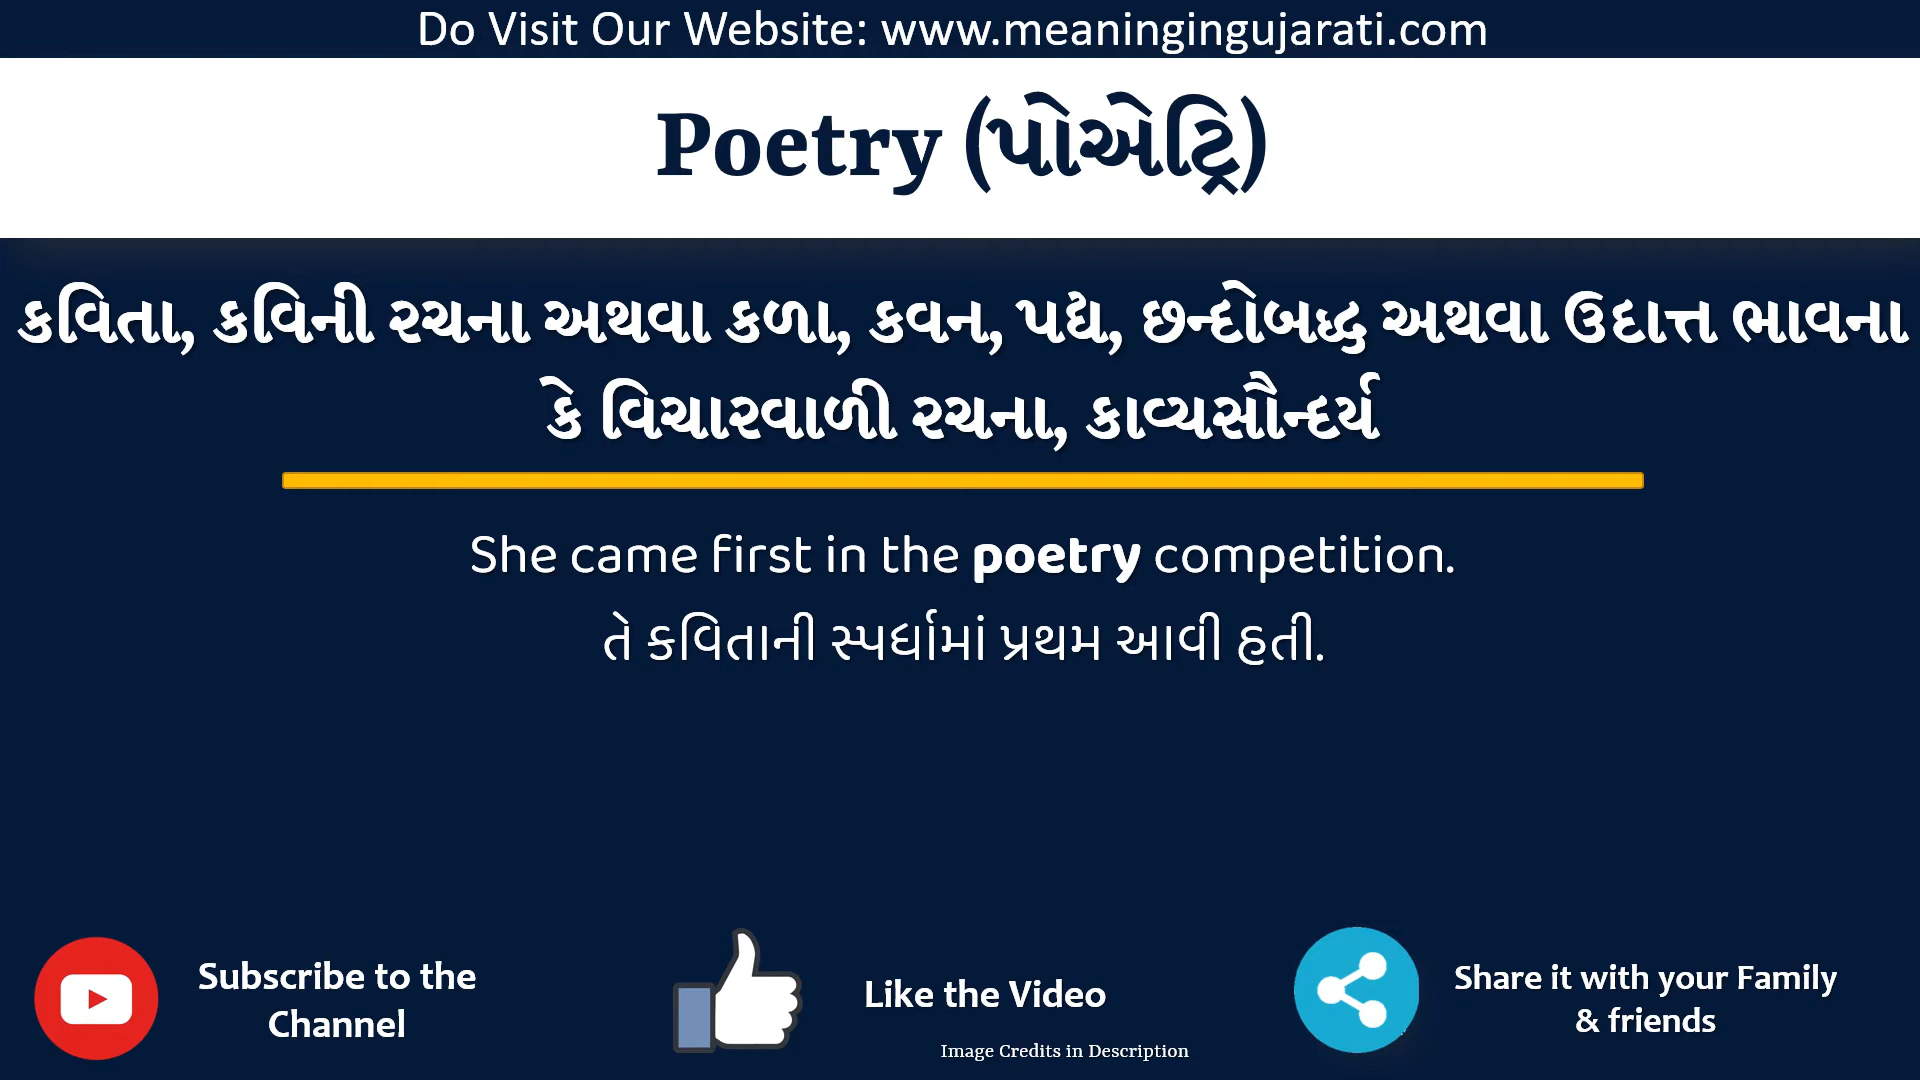 Do Visit Our Website: www.meaningingujarati.com
Poetry (પોએટ્રિ)
કવિતા, કવિની રચના અથવા કળા, કવન, પદ્ય, છન્દોબદ્ધ અથવા ઉદાત્ત ભાવના
કે વિચારવાળી રચના, કાવ્યસૌન્દર્ય
She came first in the poetry competition.
તે કવિતાની સ્પર્ધામાં પ્રથમ આવી હતી.
Subscribe to the
Channel
Like the Video
Share it with your Family
& friends
Image Credits in Description